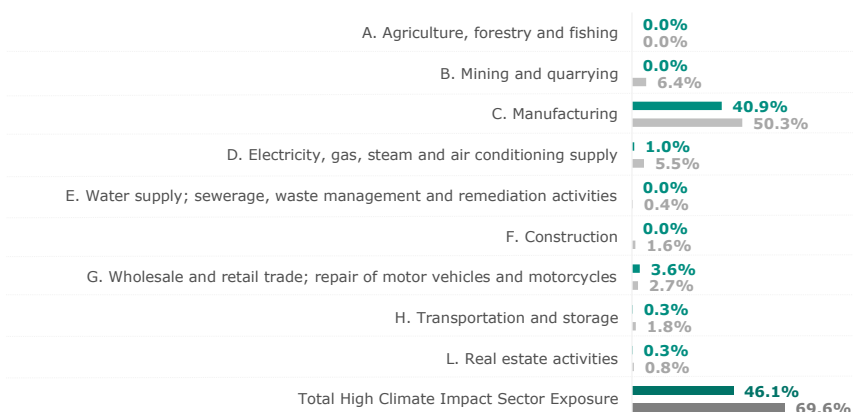 A. Agriculture, forestry and fishing
0.0%
0.0%
B. Mining and quarrying
0.0%
6.4%
C. Manufacturing
40.9%
50.3%
D. Electricity, gas, steam and air conditioning supply
1.0%
5.5%
E. Water supply; sewerage, waste management and remediation activities
0.0%
0.4%
F. Construction
0.0%
1.6%
G. Wholesale and retail trade; repair of motor vehicles and motorcycles
3.6%
2.7%
H. Transportation and storage
0.3%
1.8%
L. Real estate activities
0.3%
0.8%
Total High Climate Impact Sector Exposure
46.1%
69.6%